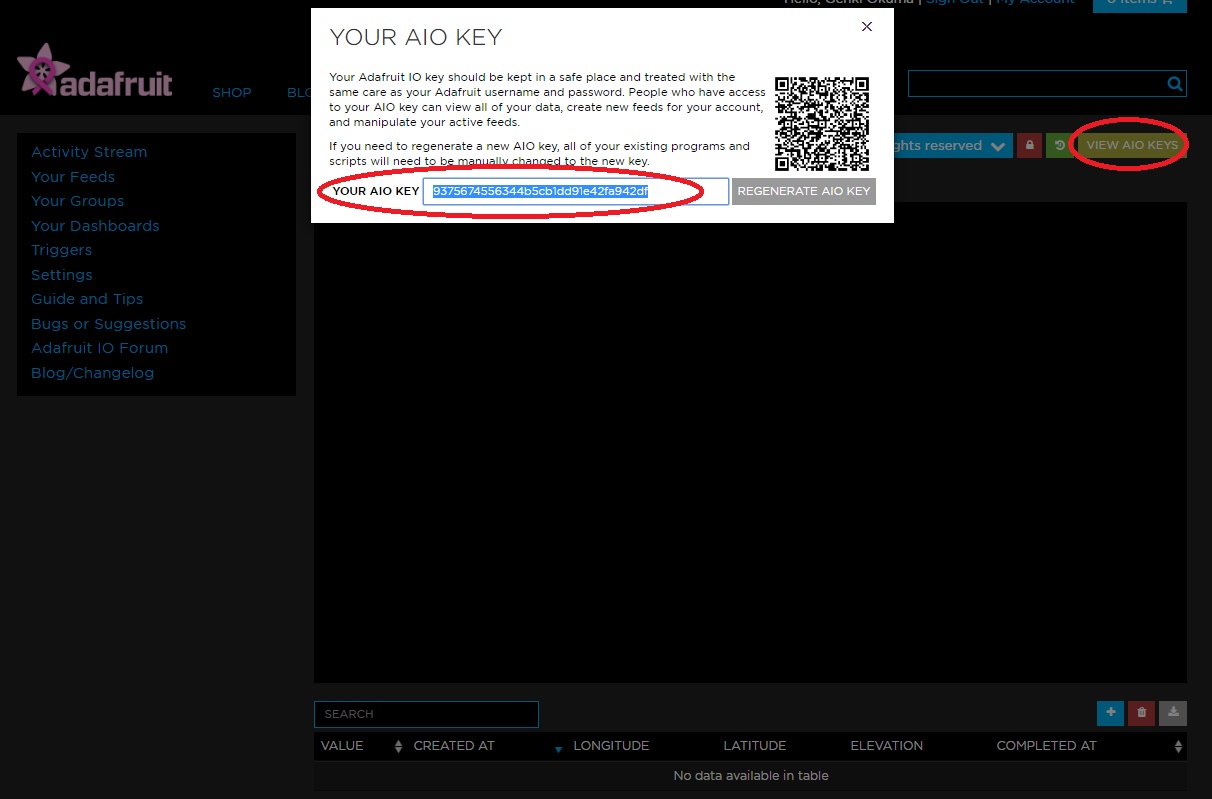 Hello, Genki Okuma | Sign Out | My Account
0 Items
YOUR AIO KEY
Your Adafruit IO key should be kept in a safe place and treated with the
same care as your Adafruit username and password. People who have access
to your AIO key can view all of your data, create new feeds for your account,
and manipulate your active feeds.
If you need to regenerate a new AIO key, all of your existing programs and
scripts will need to be manually changed to the new key.
YOUR AIO KEY 9375674556344b5cb1dd91e42fa942df REGENERATE AIO KEY
adafruit
SHOP BLO
ghts reserved
VIEW AIO KEYS
Activity Stream
Your Feeds
Your Groups
Your Dashboards
Triggers
Settings
Guide and Tips
Bugs or Suggestions
Adafruit IO Forum
Blog/Changelog
SEARCH
VALUE CREATED AT LONGITUDE LATITUDE ELEVATION COMPLETED AT
No data available in table